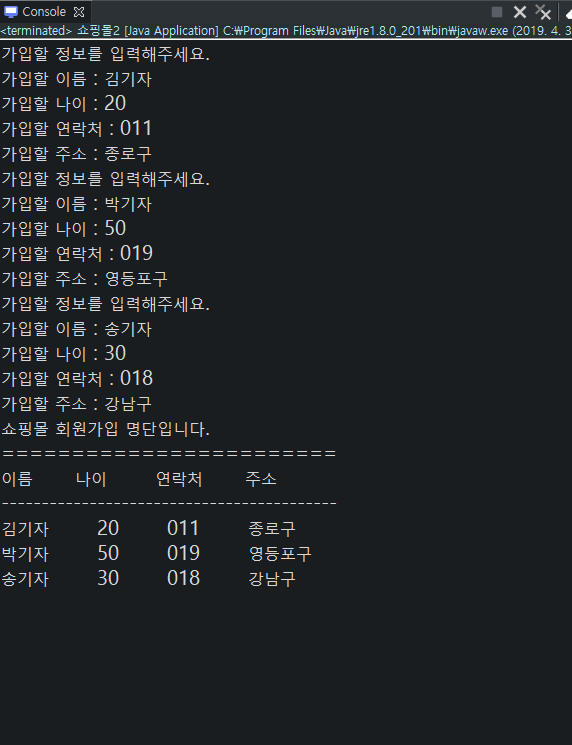 Console
<terminated> 쇼핑몰2 [Java Application] C:\Program Files\Java\jre1.8.0_201\bin\javaw.exe (2019. 4. 3
가입할 정보를 입력해주세요.
가입할 이름 : 김기자
가입할 나이 : 20
가입할 연락처 : 011
가입할 주소 : 종로구
가입할 정보를 입력해주세요.
가입할 이름 : 박기자
가입할 나이 : 50
가입할 연락처 : 019
가입할 주소 : 영등포구
가입할 정보를 입력해주세요.
가입할 이름 : 송기자
가입할 나이 : 30
가입할 연락처 : 018
가입할 주소 : 강남구
쇼핑몰 회원가입 명단입니다.
========================
이름 나이 연락처 주소
------------------------------------------
김기자 20 011 종로구
박기자 50 019 영등포구
송기자 30 018 강남구